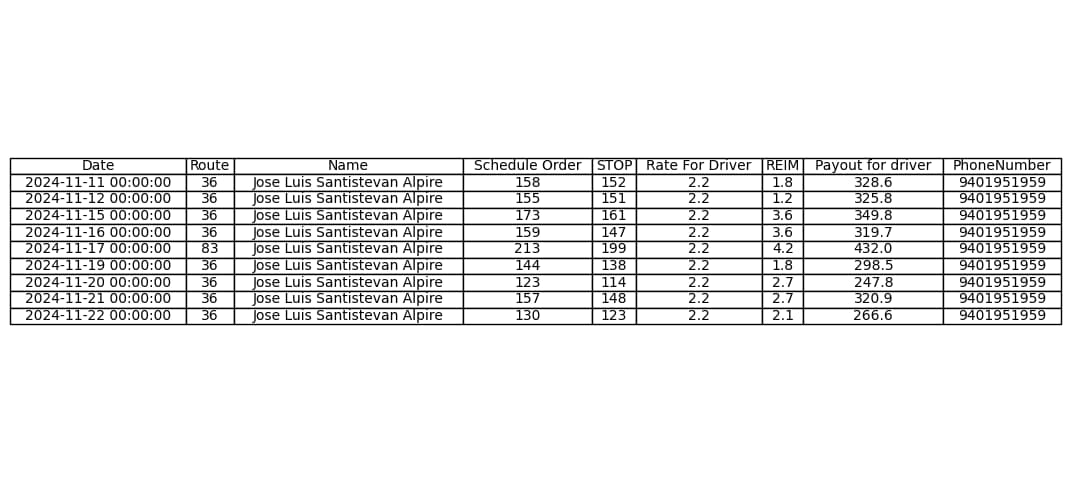 Date Route Name Schedule Order STOP Rate For Driver REIM Payout for driver PhoneNumber
2024-11-11 00:00:00 36 Jose Luis Santistevan Alpire 158 152 2.2 1.8 328.6 9401951959
2024-11-12 00:00:00 36 Jose Luis Santistevan Alpire 155 151 2.2 1.2 325.8 9401951959
2024-11-15 00:00:00 36 Jose Luis Santistevan Alpire 173 161 2.2 3.6 349.8 9401951959
2024-11-16 00:00:00 36 Jose Luis Santistevan Alpire 159 147 2.2 3.6 319.7 9401951959
2024-11-17 00:00:00 83 Jose Luis Santistevan Alpire 213 199 2.2 4.2 432.0 9401951959
2024-11-19 00:00:00 36 Jose Luis Santistevan Alpire 144 138 2.2 1.8 298.5 9401951959
2024-11-20 00:00:00 36 Jose Luis Santistevan Alpire 123 114 2.2 2.7 247.8 9401951959
2024-11-21 00:00:00 36 Jose Luis Santistevan Alpire 157 148 2.2 2.7 320.9 9401951959
2024-11-22 00:00:00 36 Jose Luis Santistevan Alpire 130 123 2.2 2.1 266.6 9401951959